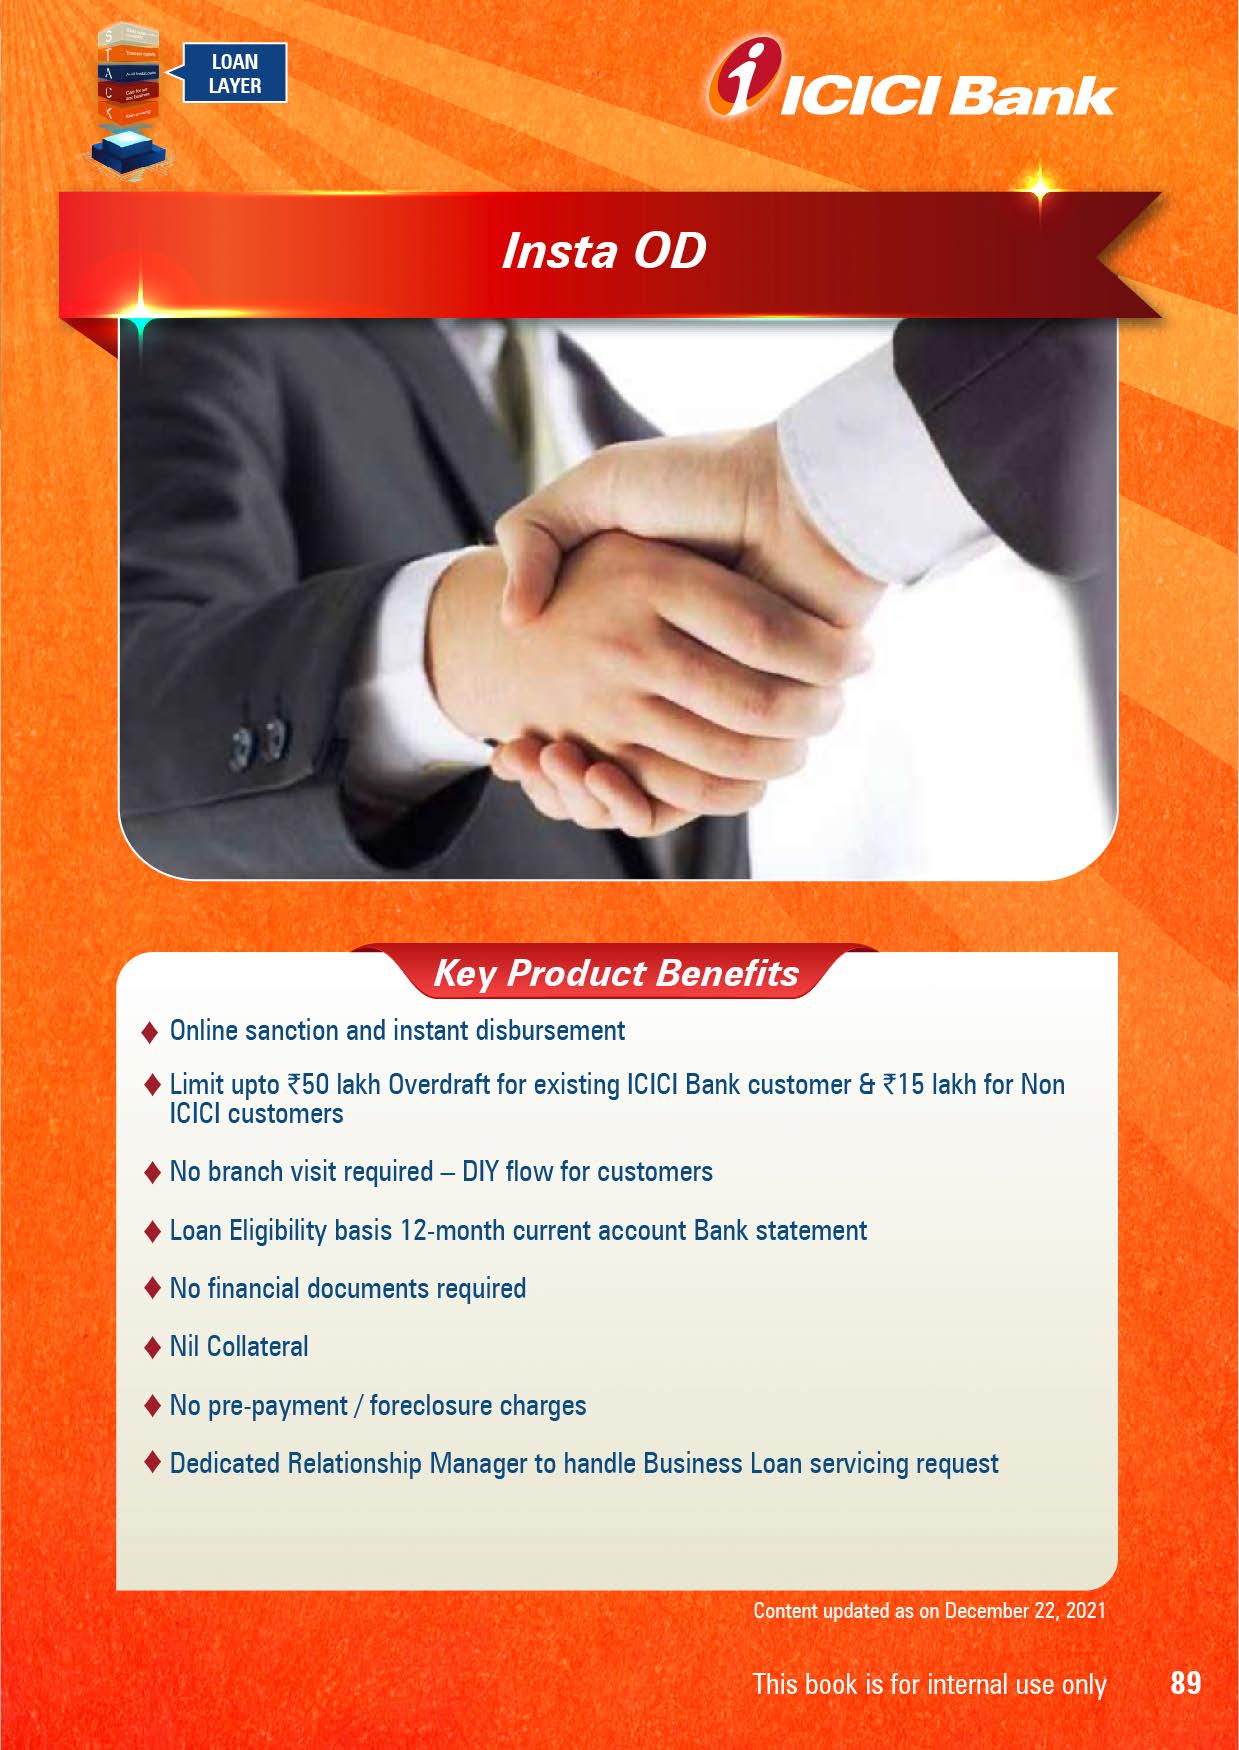 S
T
A
C
K
LOAN
LAYER
i
ICICI Bank
Insta OD
Key Product Benefits
Online sanction and instant disbursement
Limit upto ₹50 lakh Overdraft for existing ICICI Bank customer & ₹15 lakh for Non
ICICI customers
No branch visit required – DIY flow for customers
Loan Eligibility basis 12-month current account Bank statement
No financial documents required
Nil Collateral
No pre-payment / foreclosure charges
Dedicated Relationship Manager to handle Business Loan servicing request
Content updated as on December 22, 2021
This book is for internal use only 89